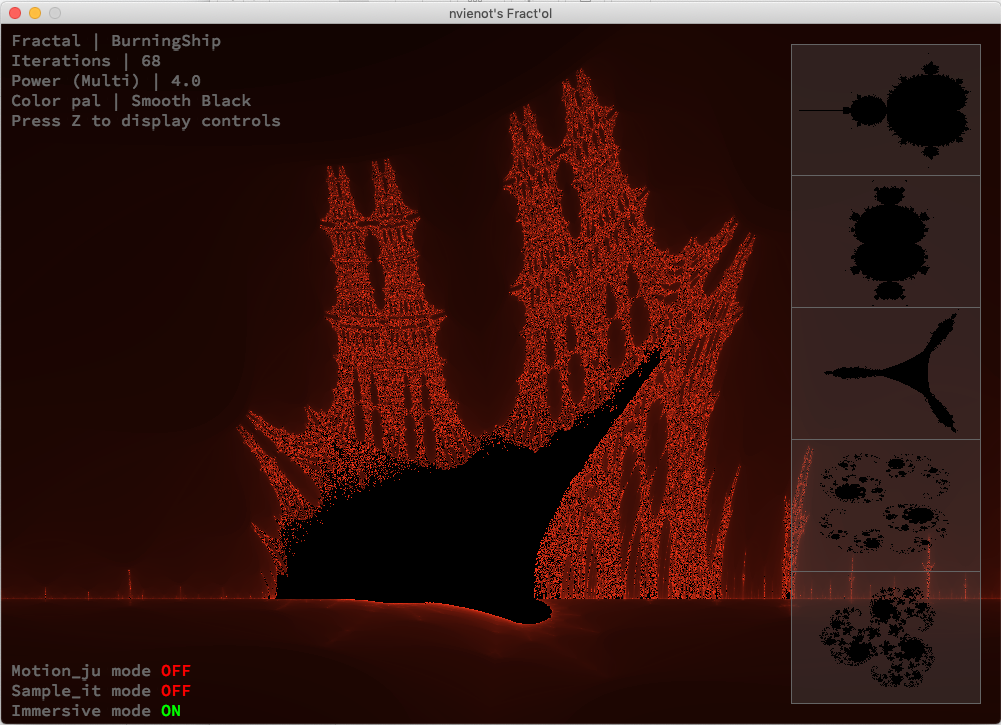 nvienot's Fract'ol
Fractal | BurningShip
Iterations | 68
Power (Multi) | 4.0
Color pal | Smooth Black
Press Z to display controls
Motion_ju mode OFF
Sample_it mode OFF
Immersive mode ON